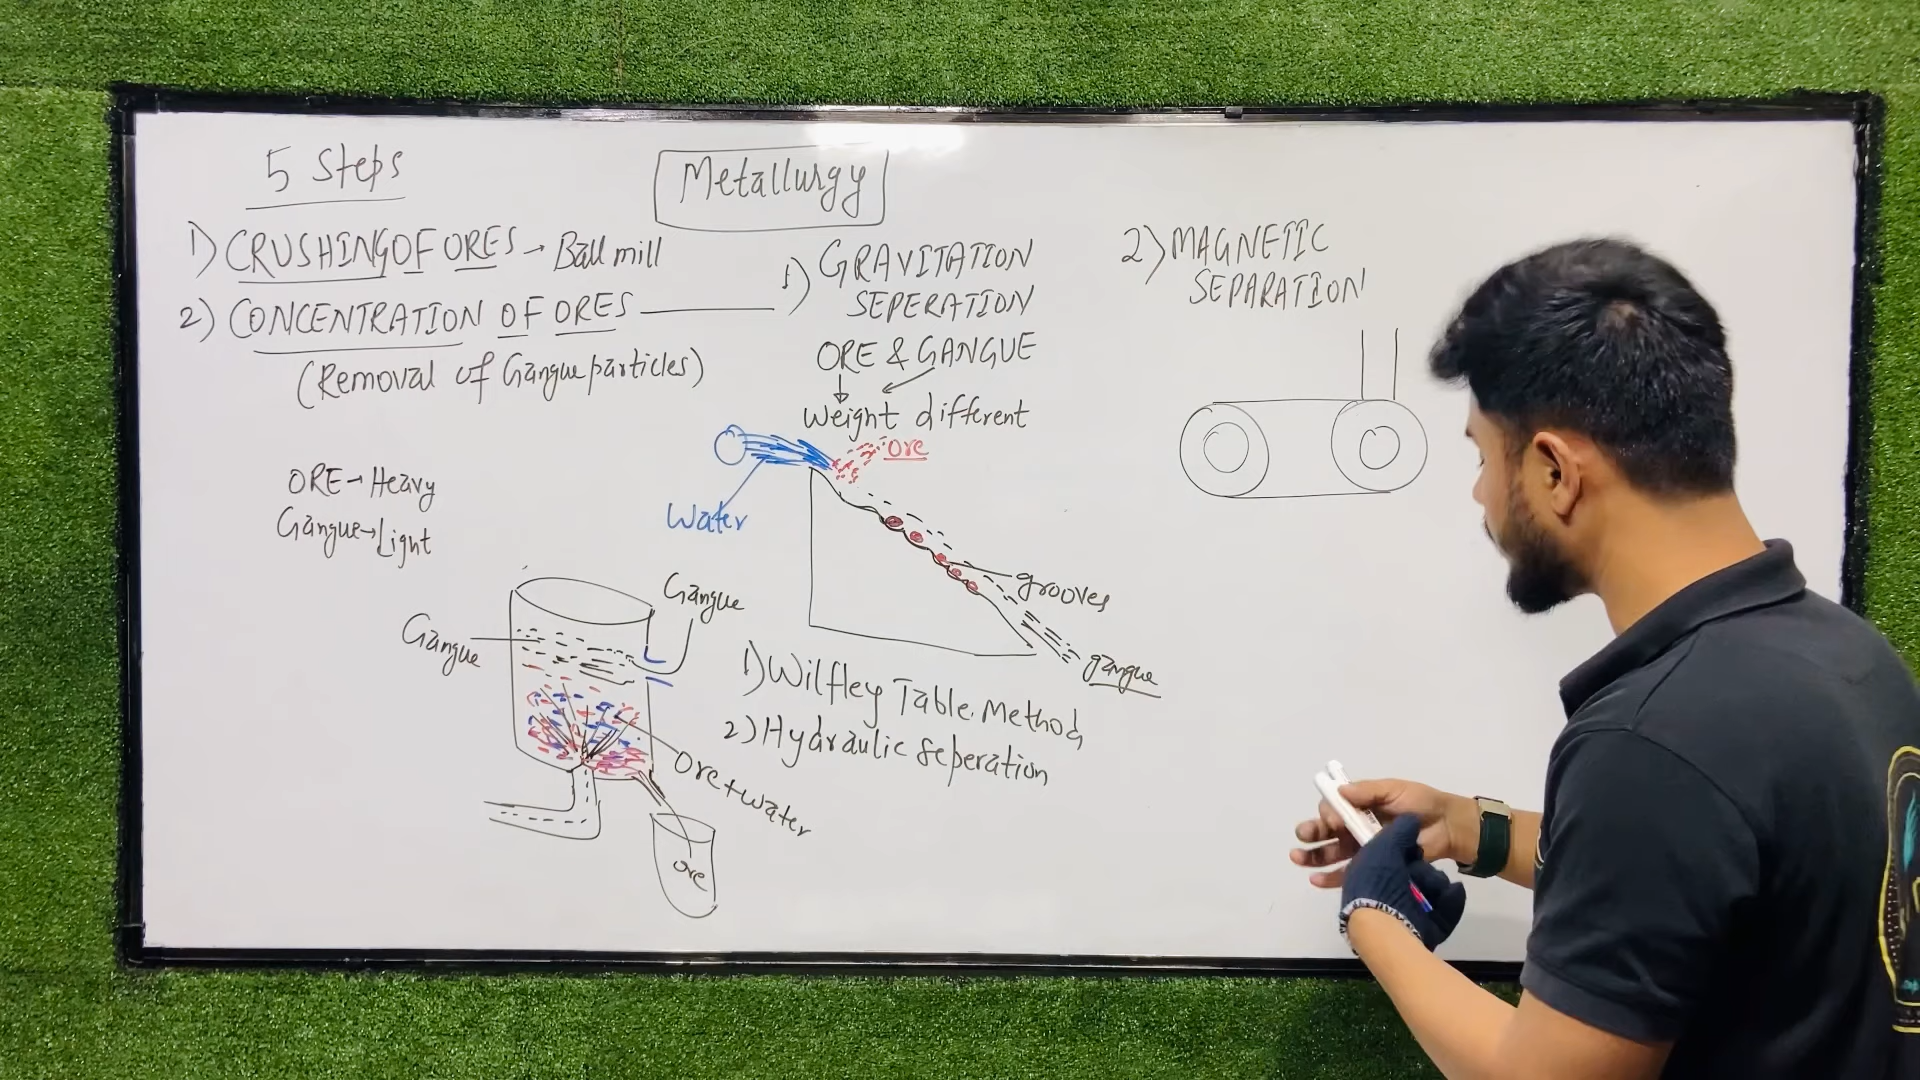 5 Steps
Metallurgy
1) CRUSHING OF ORES → Ball mill
2) CONCENTRATION OF ORES
(Removal of Gangue particles)
1) GRAVITATION
SEPERATION
ORE & GANGUE
Weight different
ore
Water
grooves
gangue
ORE → Heavy
Gangue → Light
Gangue
Gangue
Ore + Water
ore
1) Wilfley Table Method
2) Hydraulic Seperation
2) MAGNETIC
SEPARATION